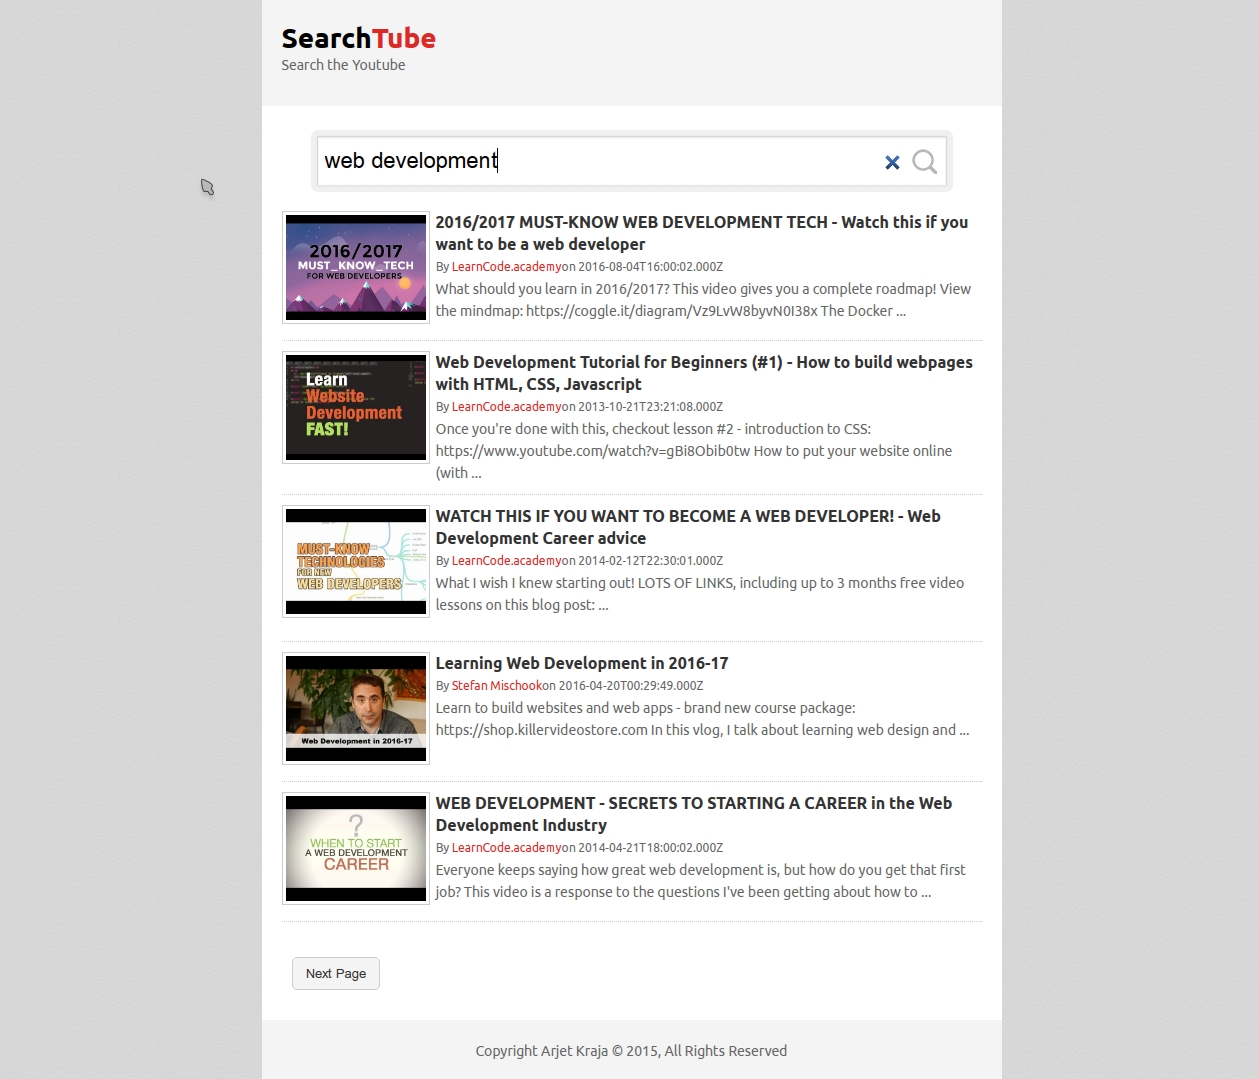 SearchTube
Search the Youtube
web development
2016/2017
MUST_KNOW_TECH
FOR WEB DEVELOPERS
2016/2017 MUST-KNOW WEB DEVELOPMENT TECH - Watch this if you
want to be a web developer
By LearnCode.academyon 2016-08-04T16:00:02.000Z
What should you learn in 2016/2017? This video gives you a complete roadmap! View
the mindmap: https://coggle.it/diagram/Vz9LvW8byvN0I38x The Docker ...
Learn
Website
Development
FAST!
Web Development Tutorial for Beginners (#1) - How to build webpages
with HTML, CSS, Javascript
By LearnCode.academyon 2013-10-21T23:21:08.000Z
Once you're done with this, checkout lesson #2 - introduction to CSS:
https://www.youtube.com/watch?v=gBi8Obib0tw How to put your website online
(with ...
MUST-KNOW
TECHNOLOGIES
FOR NEW
WEB DEVELOPERS
WATCH THIS IF YOU WANT TO BECOME A WEB DEVELOPER! - Web
Development Career advice
By LearnCode.academyon 2014-02-12T22:30:01.000Z
What I wish I knew starting out! LOTS OF LINKS, including up to 3 months free video
lessons on this blog post: ...
Web Development in 2016-17
Learning Web Development in 2016-17
By Stefan Mischookon 2016-04-20T00:29:49.000Z
Learn to build websites and web apps - brand new course package:
https://shop.killervideostore.com In this vlog, I talk about learning web design and ...
?
WHEN TO START
A WEB DEVELOPMENT
CAREER
WEB DEVELOPMENT - SECRETS TO STARTING A CAREER in the Web
Development Industry
By LearnCode.academyon 2014-04-21T18:00:02.000Z
Everyone keeps saying how great web development is, but how do you get that first
job? This video is a response to the questions I've been getting about how to ...
Next Page
Copyright Arjet Kraja © 2015, All Rights Reserved